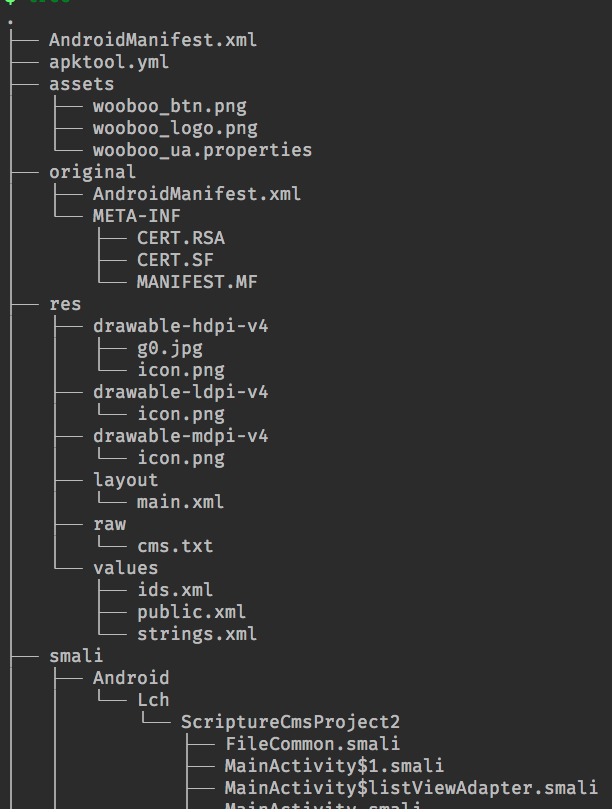 .
├── AndroidManifest.xml
├── apktool.yml
├── assets
│   ├── wooboo_btn.png
│   ├── wooboo_logo.png
│   └── wooboo_ua.properties
├── original
│   ├── AndroidManifest.xml
│   └── META-INF
│       ├── CERT.RSA
│       ├── CERT.SF
│       └── MANIFEST.MF
├── res
│   ├── drawable-hdpi-v4
│   │   ├── g0.jpg
│   │   └── icon.png
│   ├── drawable-ldpi-v4
│   │   └── icon.png
│   ├── drawable-mdpi-v4
│   │   └── icon.png
│   ├── layout
│   │   └── main.xml
│   ├── raw
│   │   └── cms.txt
│   └── values
│       ├── ids.xml
│       ├── public.xml
│       └── strings.xml
├── smali
│   ├── Android
│   │   └── Lch
│   │       └── ScriptureCmsProject2
│   │           ├── FileCommon.smali
│   │           ├── MainActivity$1.smali
│   │           ├── MainActivity$listViewAdapter.smali
│   │           ├── MainActivity.smali